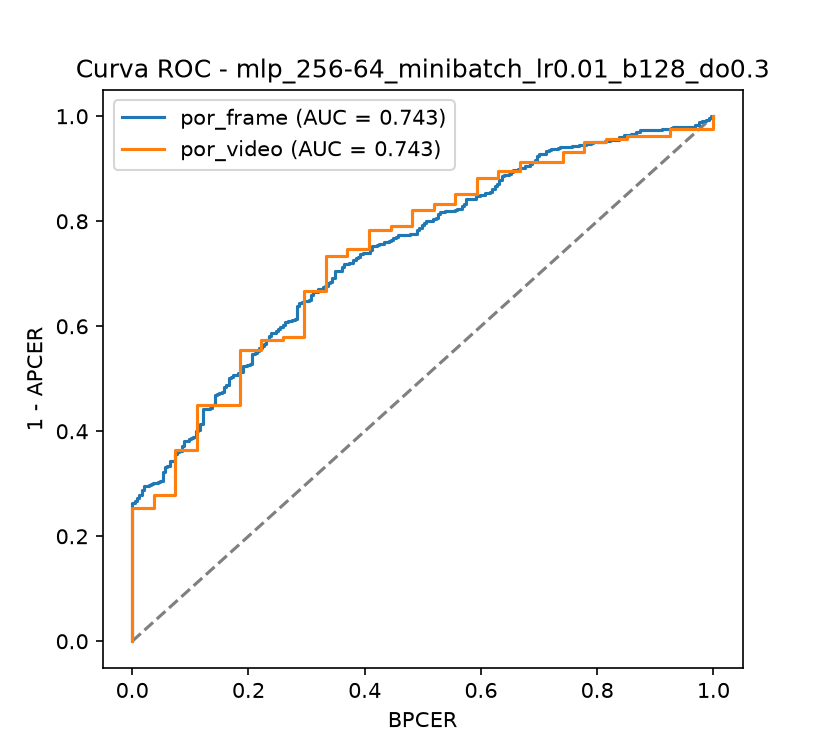 Curva ROC - mlp_256-64_minibatch_lr0.01_b128_do0.3
por_frame (AUC = 0.743)
por_video (AUC = 0.743)
1.0
0.8
0.6
0.4
0.2
0.0
1 - APCER
0.0 0.2 0.4 0.6 0.8 1.0
BPCER